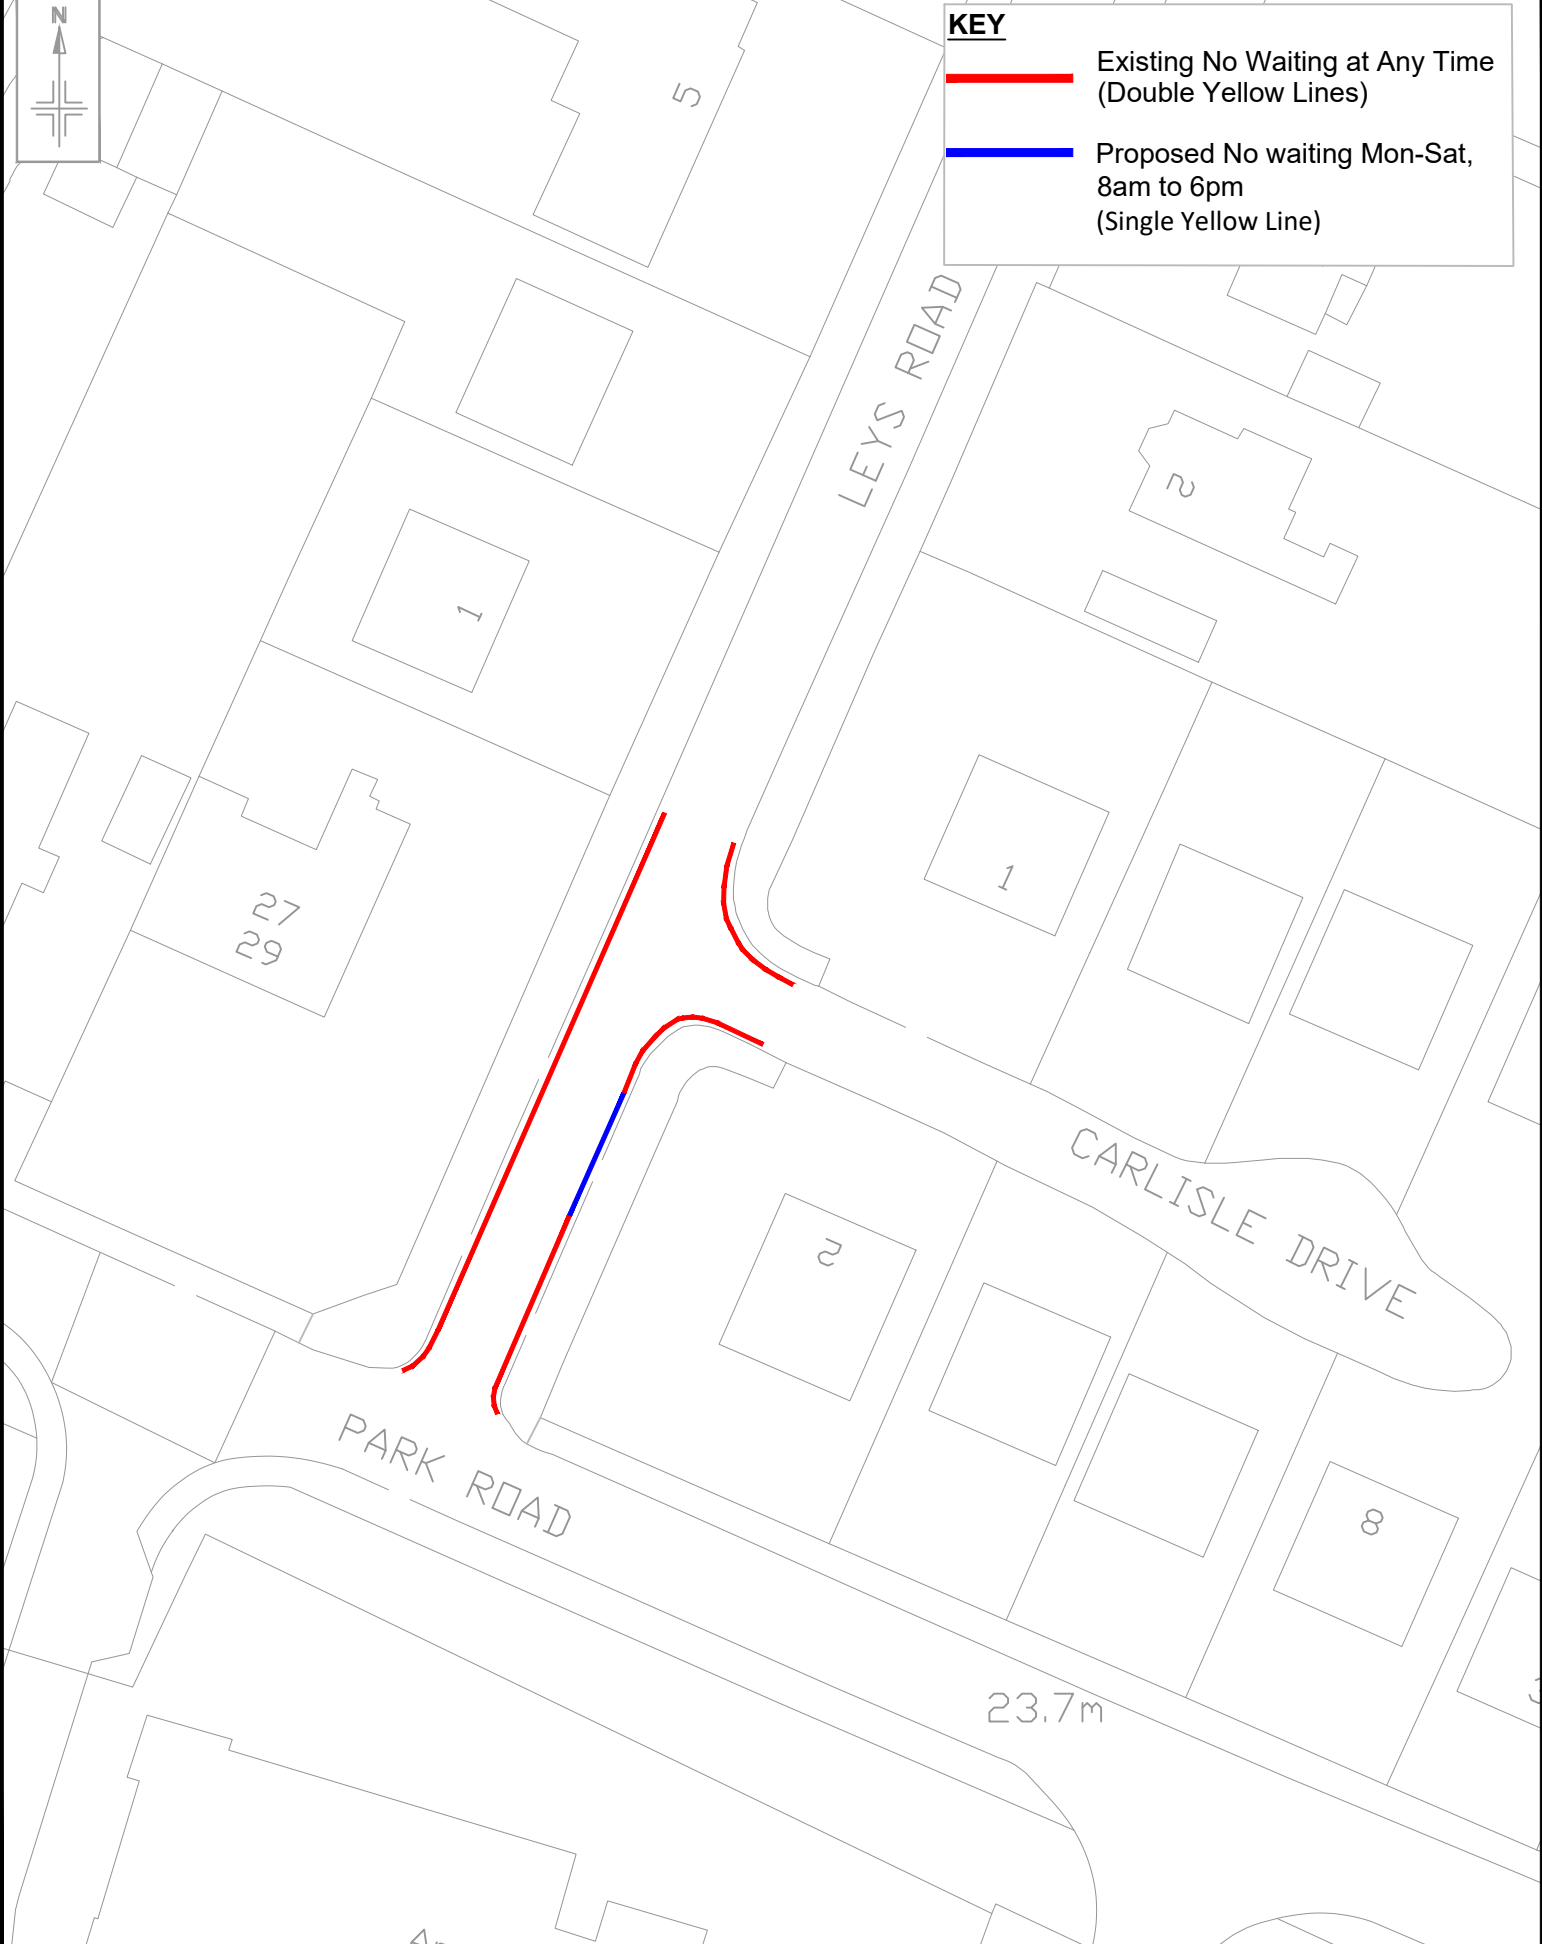 N
KEY
Existing No Waiting at Any Time
(Double Yellow Lines)
Proposed No waiting Mon-Sat,
8am to 6pm
(Single Yellow Line)
5
LEYS ROAD
2
1
1
27
29
CARLISLE DRIVE
2
PARK ROAD
8
23.7m